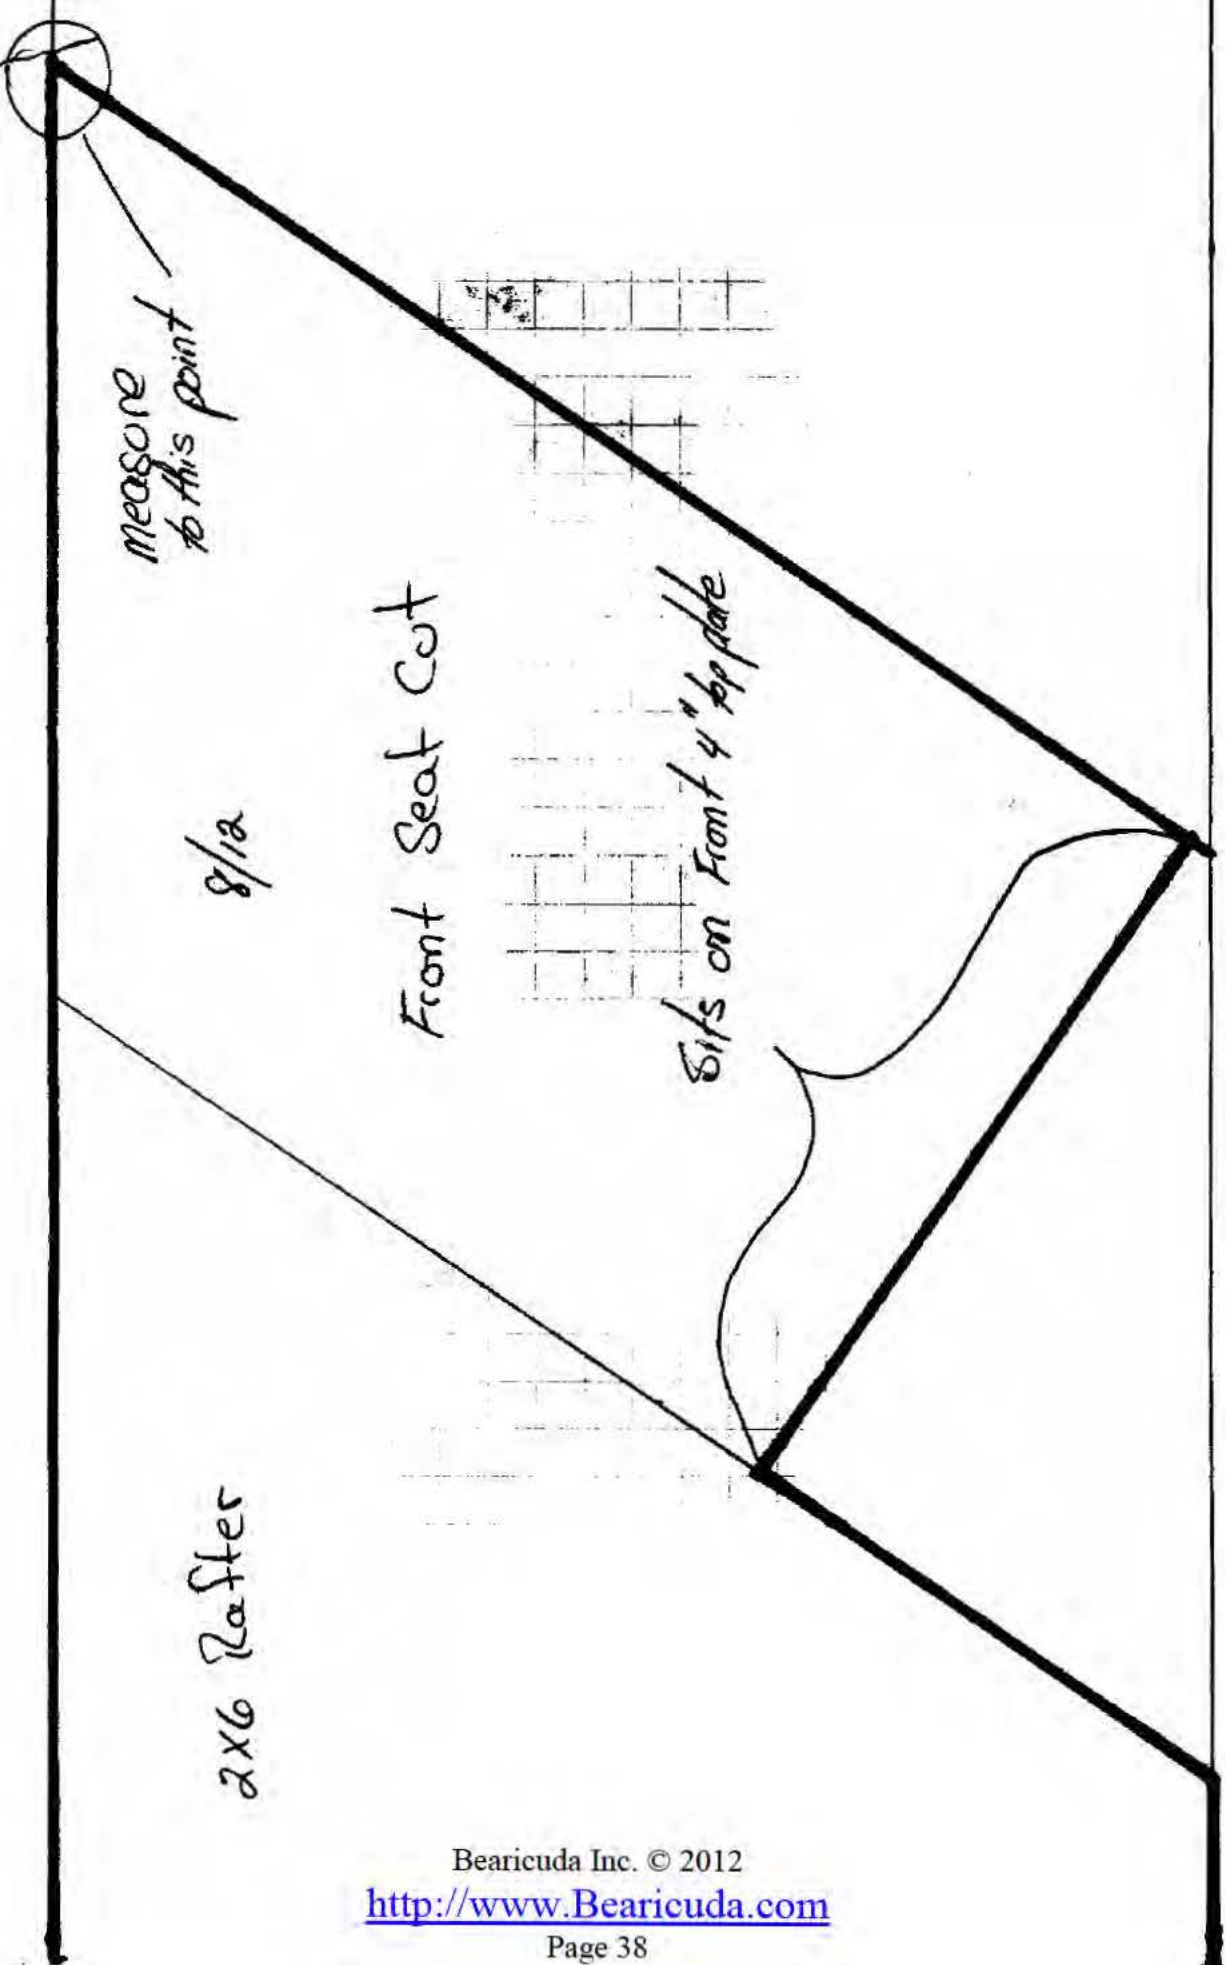 measure
to this point
8/12
Front Seat Cut
Sits on Front 4" top plate
2x6 Rafter
Bearicuda Inc. © 2012
http://www.Bearicuda.com
Page 38